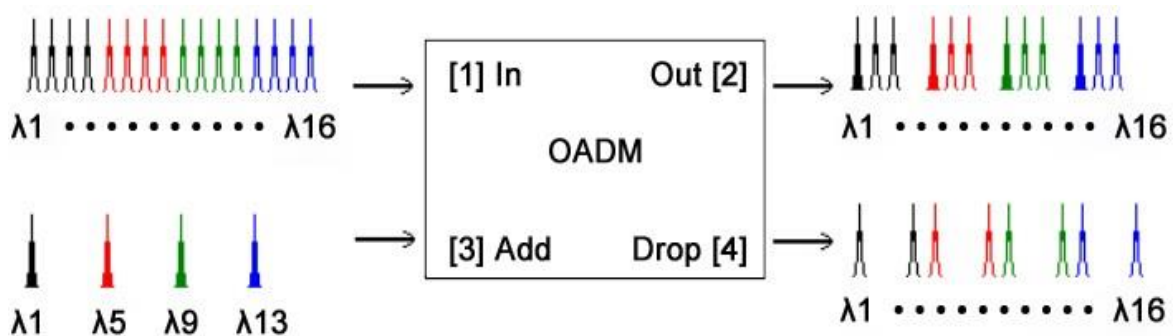 [1] In
Out [2]
λ1 • • • • • • • • • • λ16
OADM
λ1 • • • • • • • • • • λ16
[3] Add
Drop [4]
λ1 λ5 λ9 λ13
λ1 • • • • • • • • • • λ16